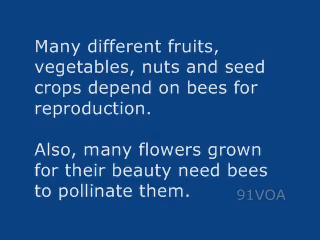 Many different fruits,
vegetables, nuts and seed
crops depend on bees for
reproduction.
Also, many flowers grown
for their beauty need bees
to pollinate them.
91VOA